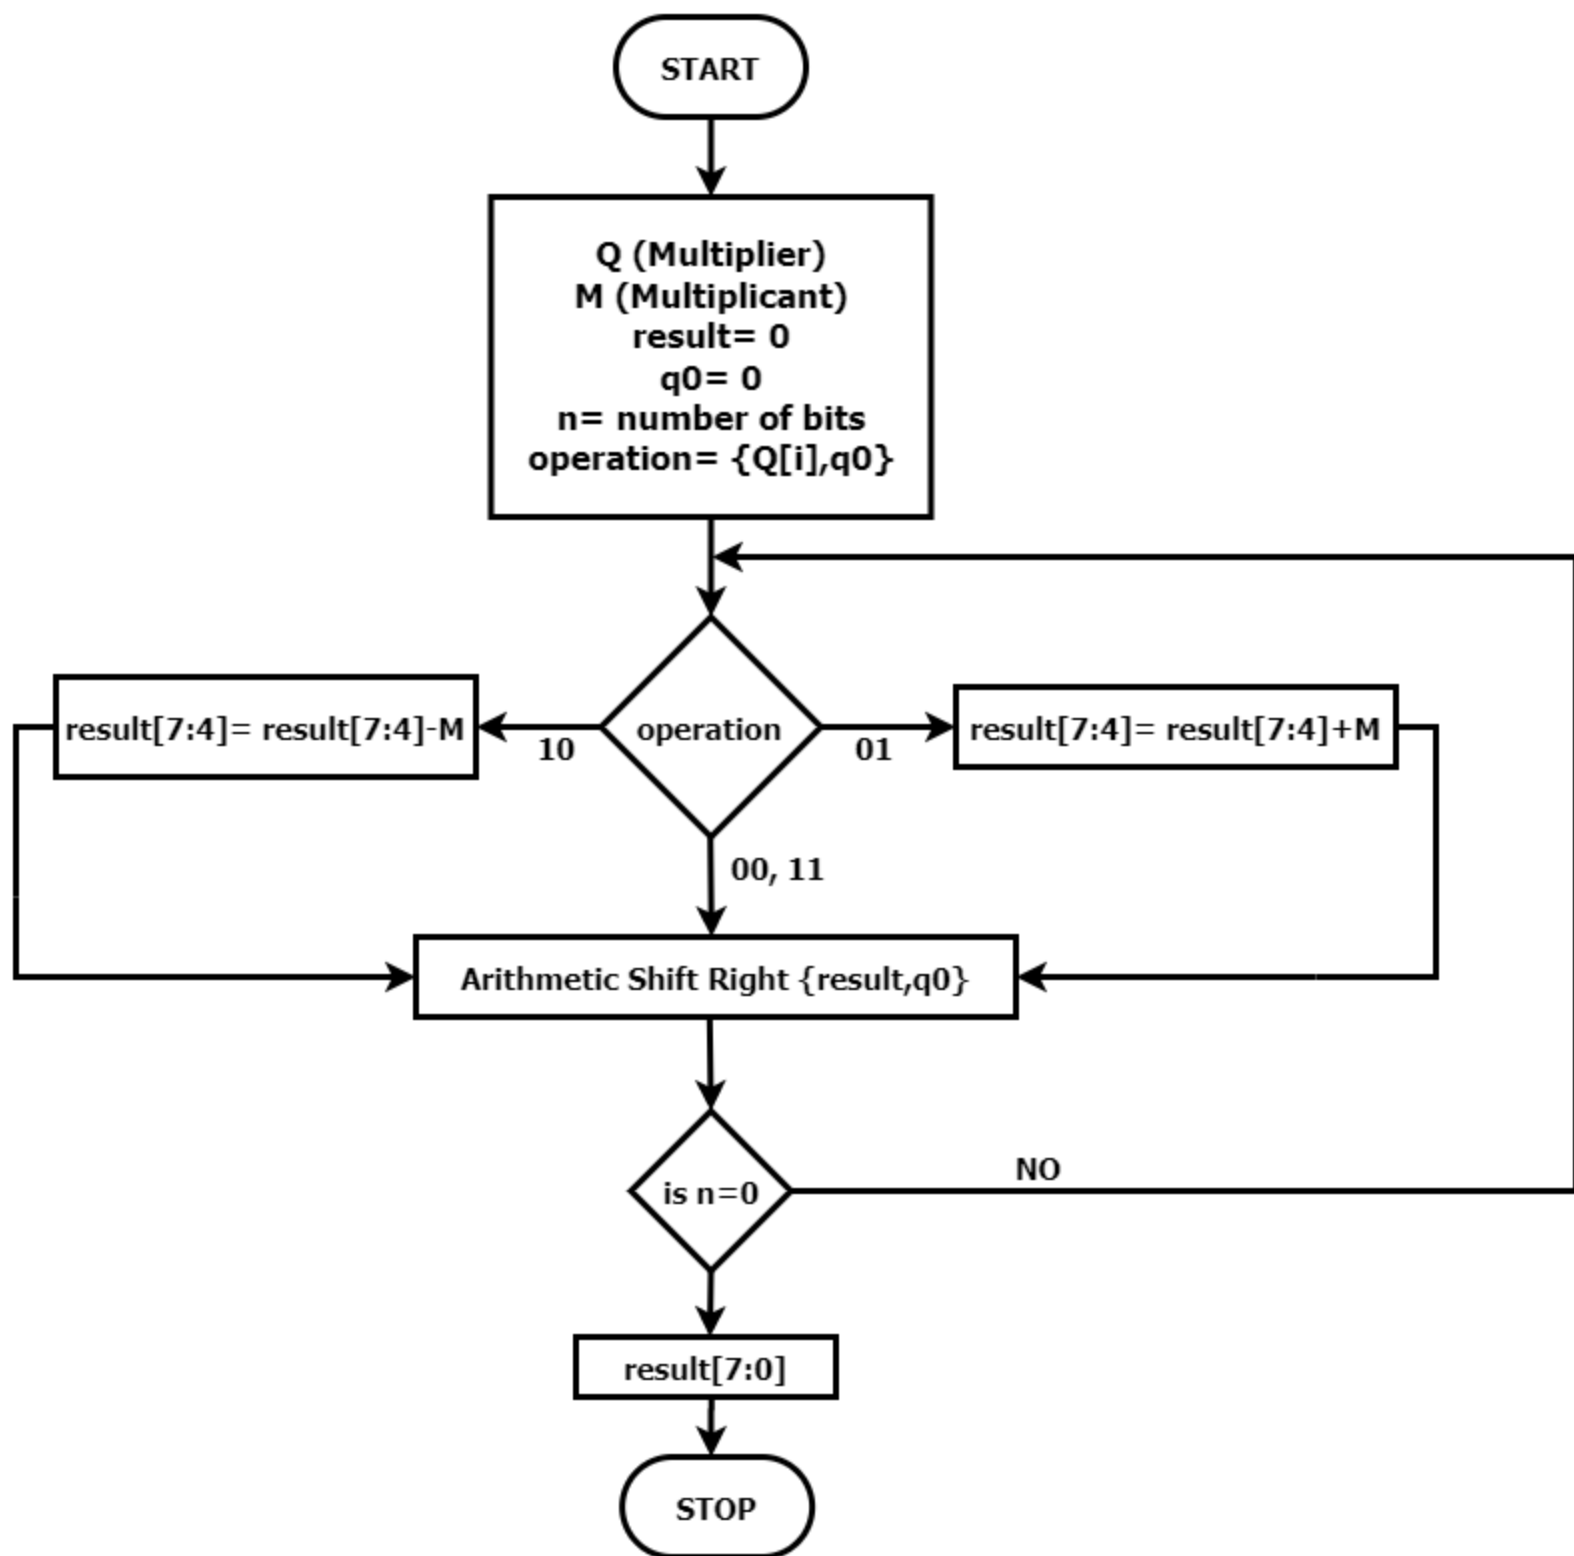 START
Q (Multiplier)
M (Multiplicant)
result= 0
q0= 0
n= number of bits
operation= {Q[i],q0}
result[7:4]= result[7:4]-M
10
operation
01
result[7:4]= result[7:4]+M
00, 11
Arithmetic Shift Right {result,q0}
is n=0
NO
result[7:0]
STOP